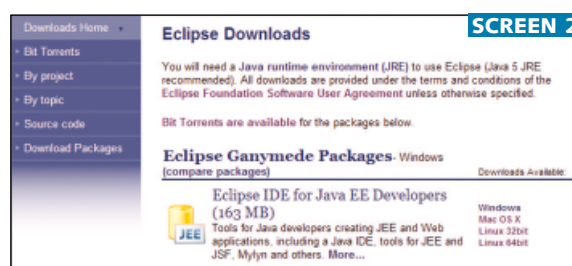 Downloads Home
Bit Torrents
By project
By topic
Source code
Download Packages
SCREEN 2
Eclipse Downloads
You will need a Java runtime environment (JRE) to use Eclipse (Java 5 JRE
recommended). All downloads are provided under the terms and conditions of the
Eclipse Foundation Software User Agreement unless otherwise specified.
Bit Torrents are available for the packages below.
Eclipse Ganymede Packages- Windows
(compare packages)
Downloads Available:
Eclipse IDE for Java EE Developers
(163 MB)
Tools for Java developers creating JEE and Web
applications, including a Java IDE, tools for JEE and
JSF, Mylyn and others. More...
JEE
Windows
Mac OS X
Linux 32bit
Linux 64bit